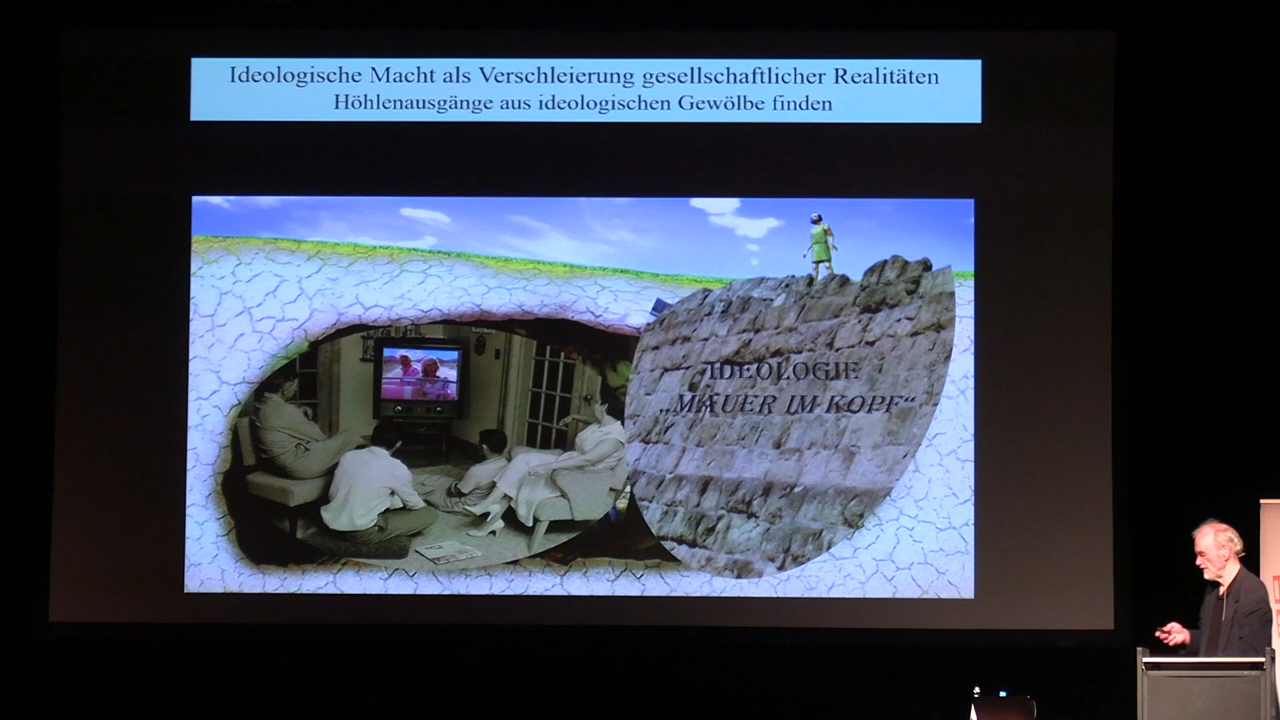 Ideologische Macht als Verschleierung gesellschaftlicher Realitäten
Höhlenausgänge aus ideologischen Gewölbe finden
IDEOLOGIE
„MAUER IM KOPF“